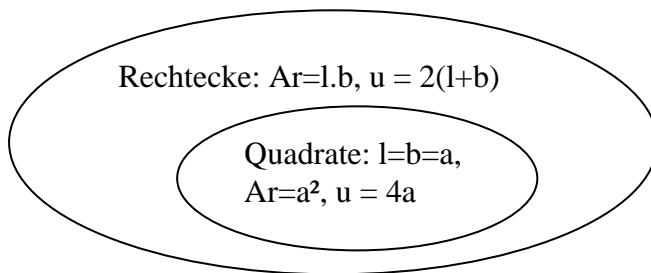 Rechtecke: Ar=l.b, u = 2(l+b)
Quadrate: l=b=a,
Ar=a², u = 4a